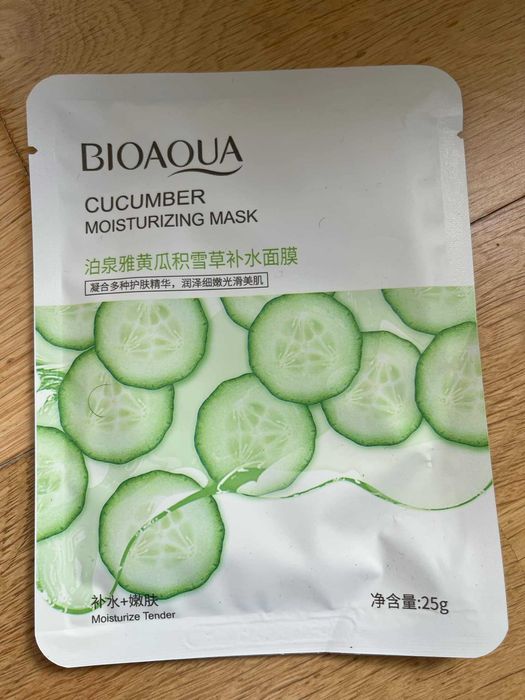 BIOAQUA
CUCUMBER
MOISTURIZING MASK
泊泉雅黄瓜积雪草补水面膜
凝合多种护肤精华，润泽细嫩光滑美肌
补水+嫩肤
Moisturize Tender
净含量:25g